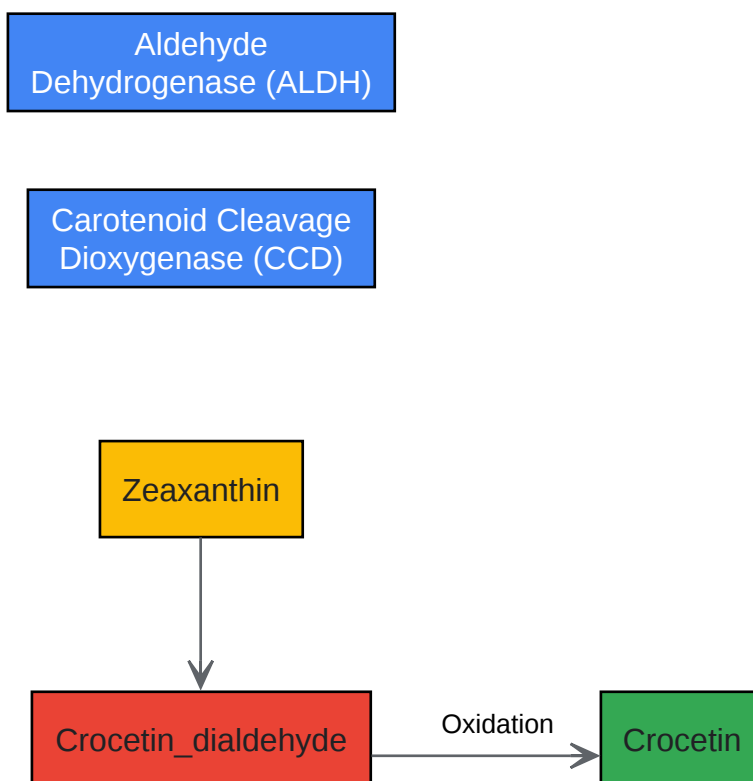 Aldehyde
Dehydrogenase (ALDH)
Carotenoid Cleavage
Dioxygenase (CCD)
Zeaxanthin
Crocetin_dialdehyde
Oxidation
Crocetin